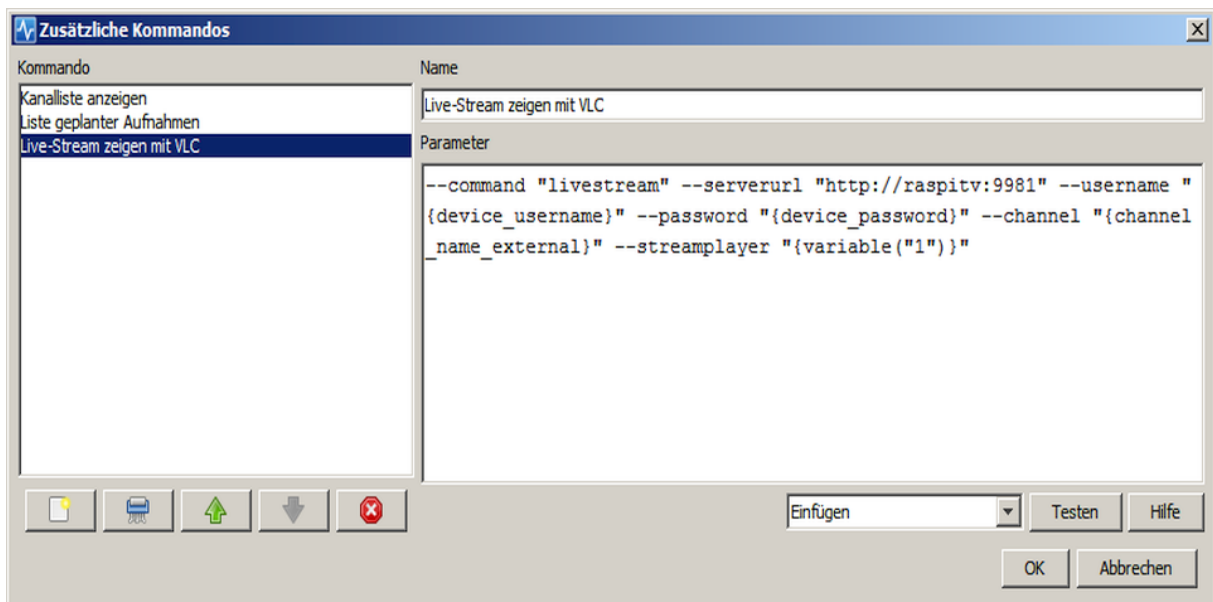 Zusätzliche Kommandos
Kommando
Kanalliste anzeigen
Liste geplanter Aufnahmen
Live-Stream zeigen mit VLC
Name
Live-Stream zeigen mit VLC
Parameter
--command "livestream" --serverurl "http://raspitv:9981" --username "
{device_username}" --password "{device_password}" --channel "{channel
_name_external}" --streamplayer "{variable("1")}"
Einfügen
Testen
Hilfe
OK
Abbrechen